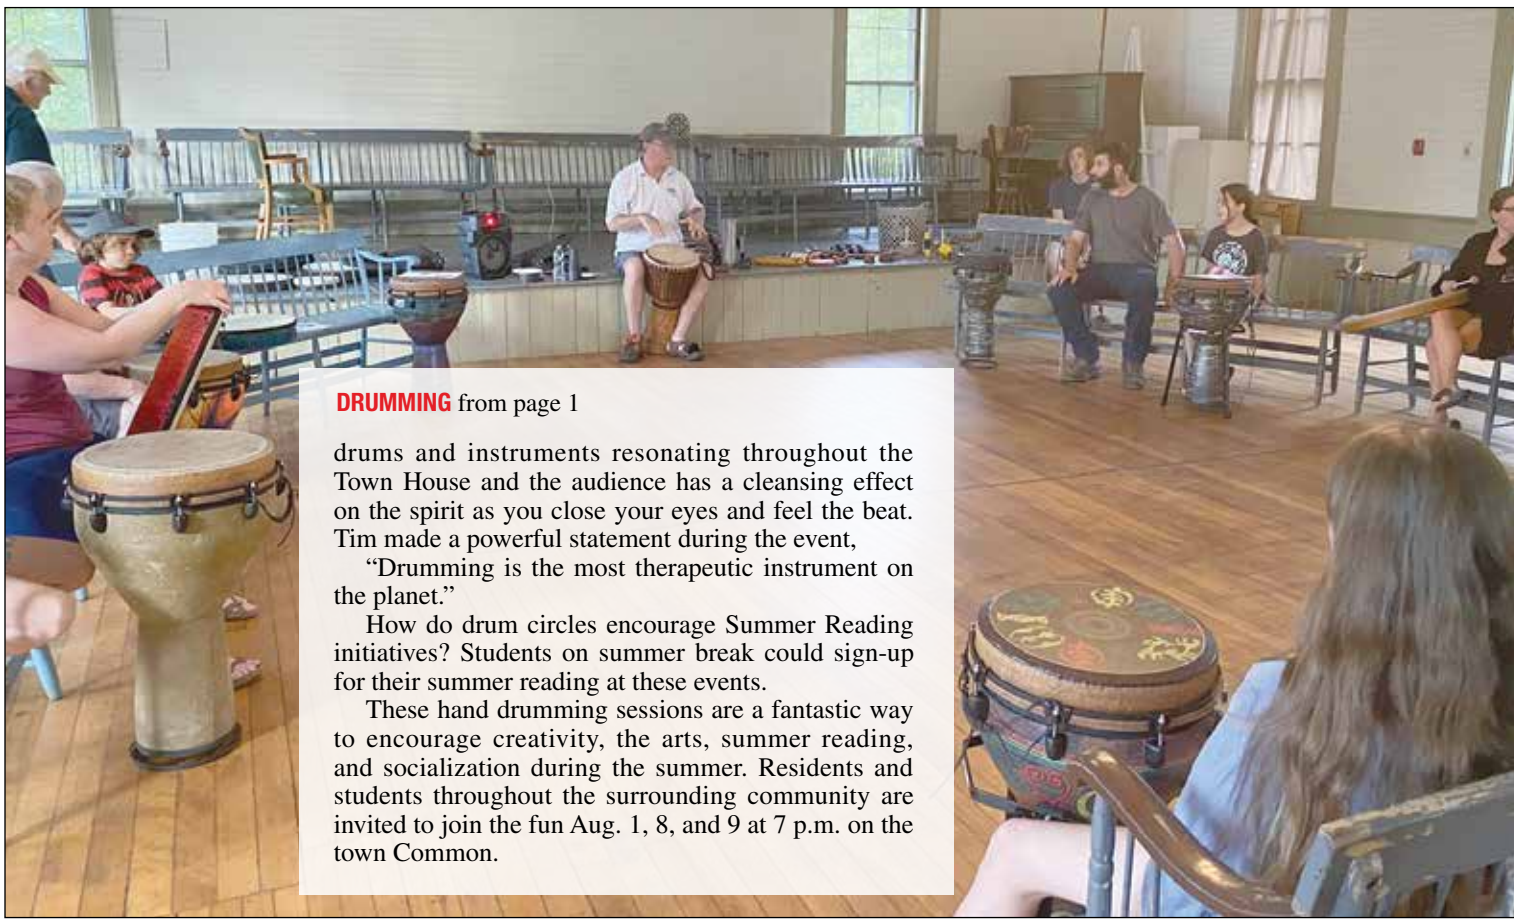 DRUMMING from page 1
drums and instruments resonating throughout the
Town House and the audience has a cleansing effect
on the spirit as you close your eyes and feel the beat.
Tim made a powerful statement during the event,
“Drumming is the most therapeutic instrument on
the planet.”
How do drum circles encourage Summer Reading
initiatives? Students on summer break could sign-up
for their summer reading at these events.
These hand drumming sessions are a fantastic way
to encourage creativity, the arts, summer reading,
and socialization during the summer. Residents and
students throughout the surrounding community are
invited to join the fun Aug. 1, 8, and 9 at 7 p.m. on the
town Common.